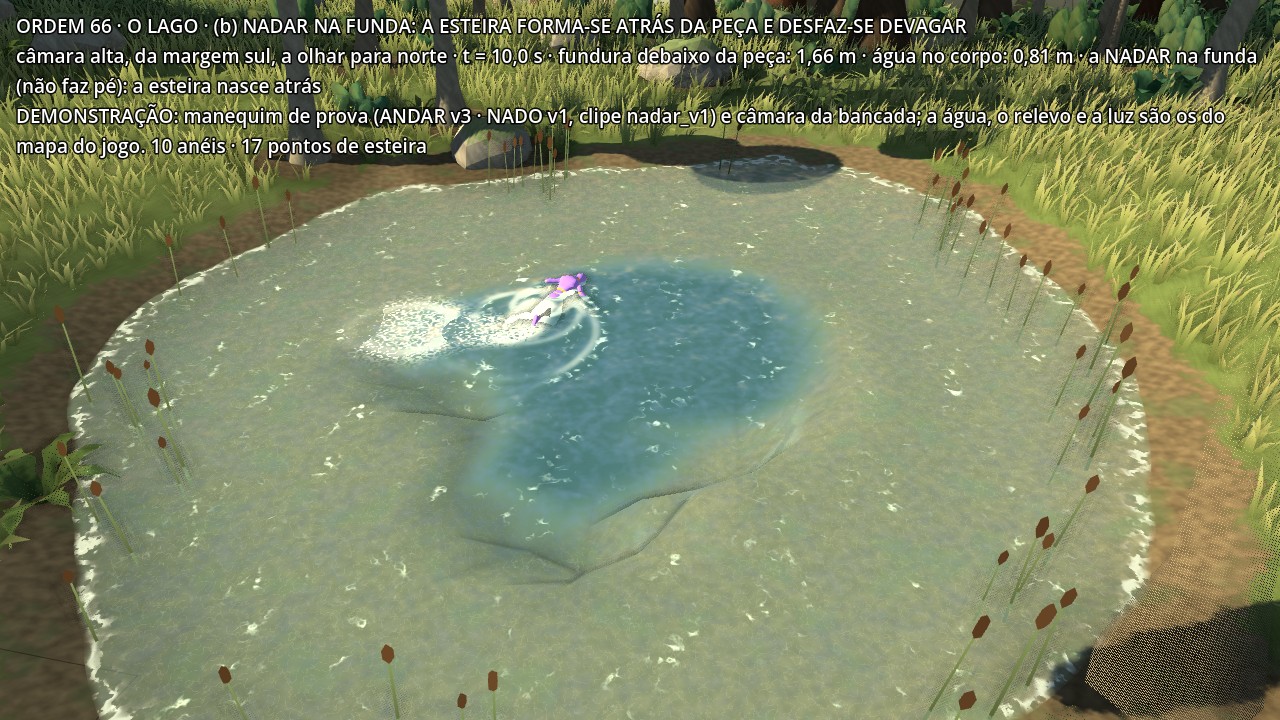 ORDEM 66 · O LAGO · (b) NADAR NA FUNDA: A ESTEIRA FORMA-SE ATRÁS DA PEÇA E DESFAZ-SE DEVAGAR
câmara alta, da margem sul, a olhar para norte · t = 10,0 s · fundura debaixo da peça: 1,66 m · água no corpo: 0,81 m · a NADAR na funda
(não faz pé): a esteira nasce atrás
DEMONSTRAÇÃO: manequim de prova (ANDAR v3 · NADO v1, clipe nadar_v1) e câmara da bancada; a água, o relevo e a luz são os do
mapa do jogo. 10 anéis · 17 pontos de esteira